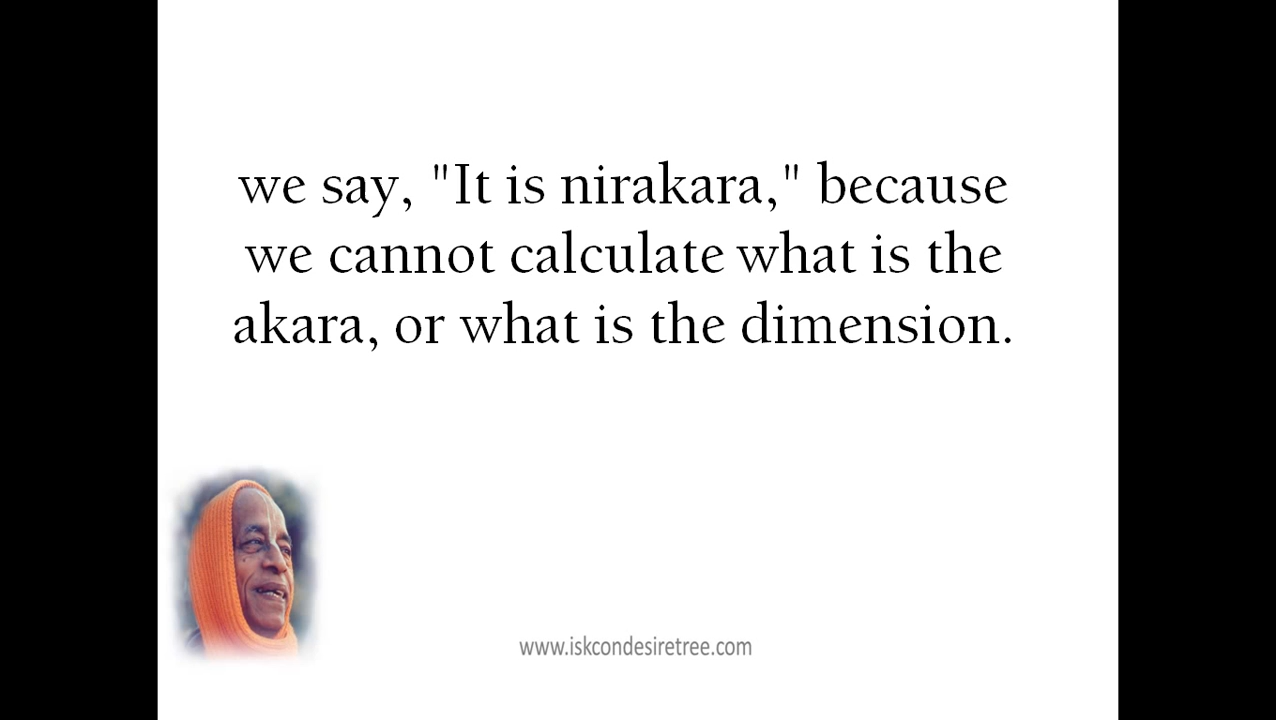 we say, "It is nirakara," because
we cannot calculate what is the
akara, or what is the dimension.
www.iskcondesiretree.com